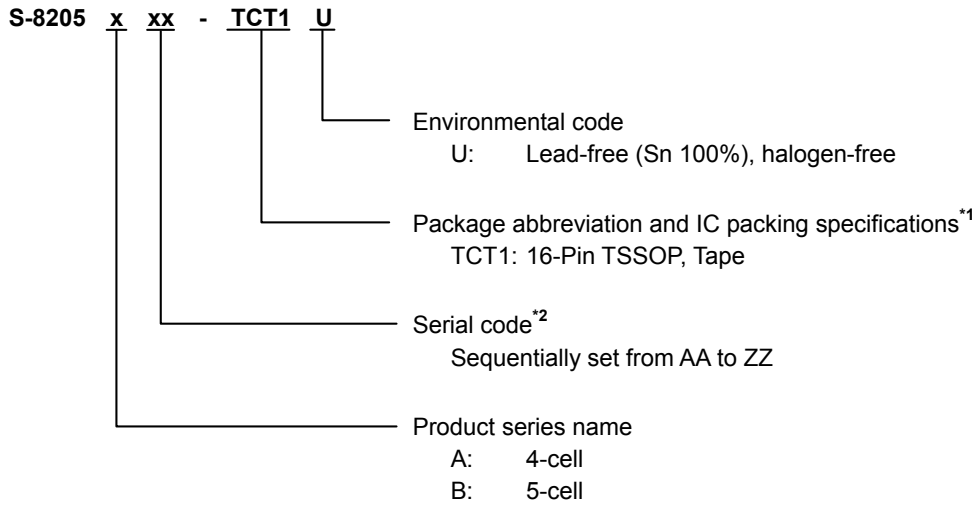 S-8205 x xx - TCT1 U
Environmental code
U: Lead-free (Sn 100%), halogen-free
Package abbreviation and IC packing specifications*1
TCT1: 16-Pin TSSOP, Tape
Serial code*2
Sequentially set from AA to ZZ
Product series name
A: 4-cell
B: 5-cell